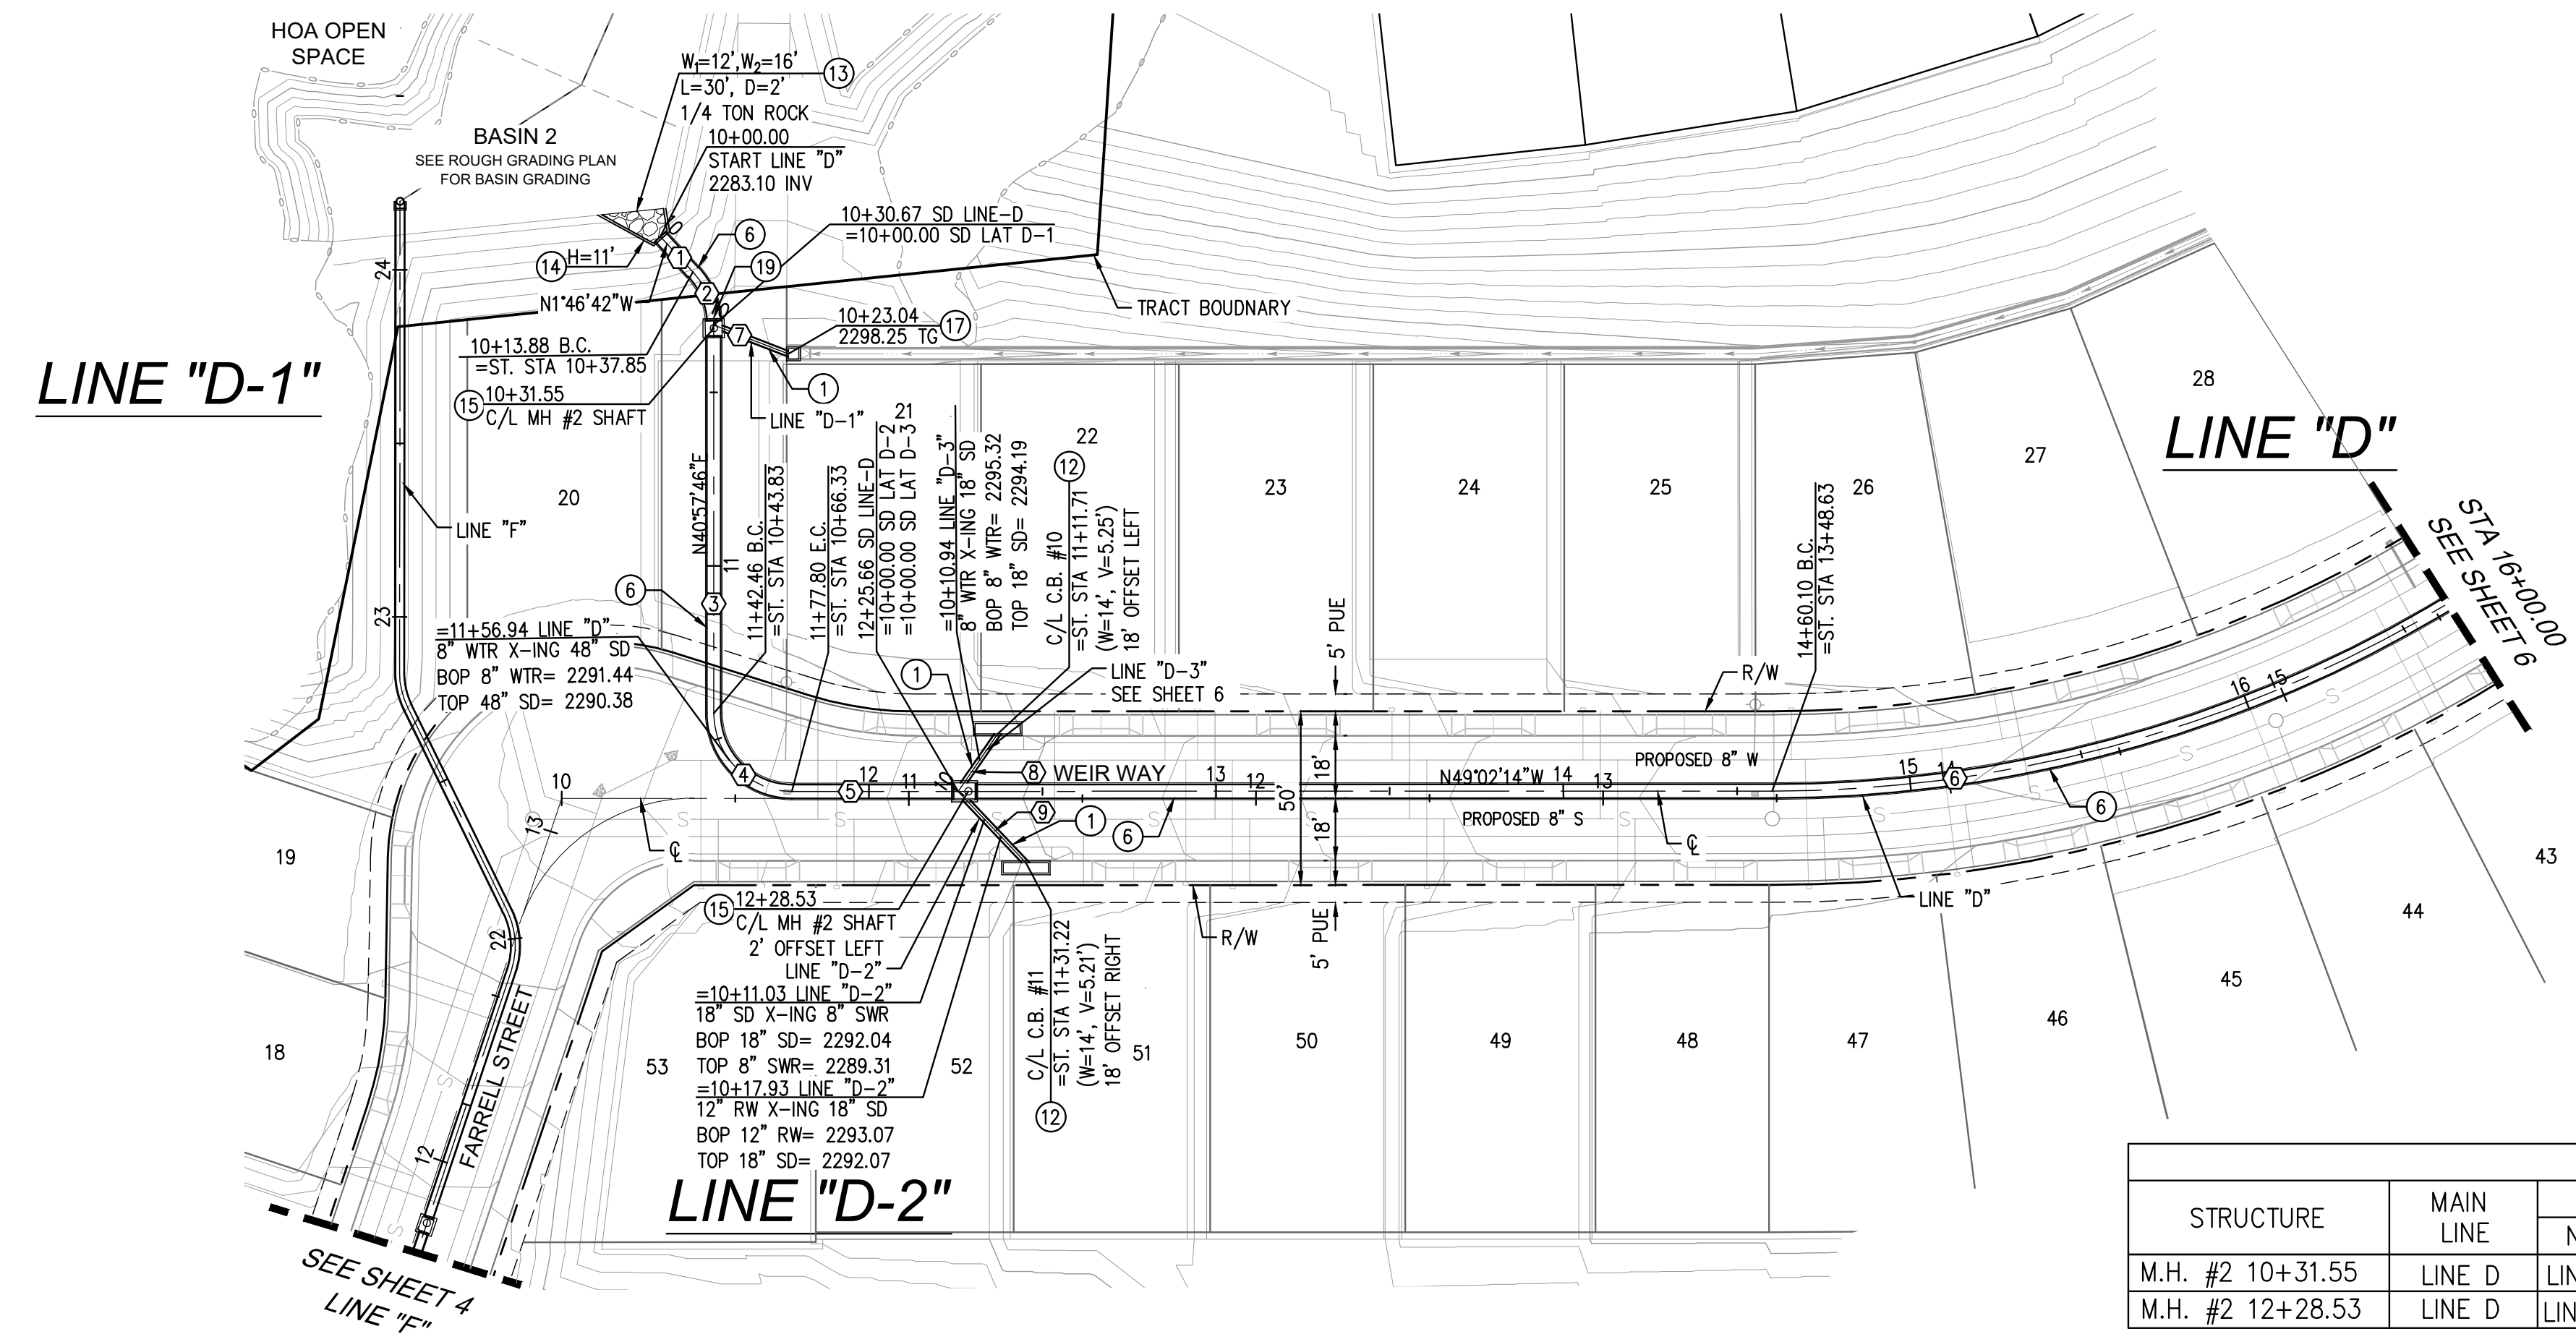 HOA OPEN
SPACE
BASIN 2
SEE ROUGH GRADING PLAN
FOR BASIN GRADING
W1=12',W2=16'
13
L=30', D=2'
1/4 TON ROCK
10+00.00
START LINE "D"
2283.10 INV
10+30.67 SD LINE-D
=10+00.00 SD LAT D-1
6
19
14
H=11'
1
2
0
0
N1°46'42"W
10+13.88 B.C.
=ST. STA 10+37.85
15
10+31.55
C/L MH #2 SHAFT
7
10+23.04
17
2298.25 TG
1
LINE "D-1"
TRACT BOUDNARY
LINE "D-1"
LINE "D"
24
23
LINE "F"
20
21
22
23
24
25
26
27
28
N40°57'46"E
11
3
6
11+42.46 B.C.
=ST. STA 10+43.83
11+77.80 E.C.
=ST. STA 10+66.33
12+25.66 SD LINE-D
=10+00.00 SD LAT D-2
=10+00.00 SD LAT D-3
=10+10.94 LINE "D-3"
8" WTR X-ING 18" SD
BOP 8" WTR= 2295.32
TOP 18" SD= 2294.19
12
C/L C.B. #10
=ST. STA 11+11.71
(W=14', V=5.25')
18' OFFSET LEFT
14+60.10 B.C.
=ST. STA 13+48.63
STA 16+00.00
SEE SHEET 6
=11+56.94 LINE "D"
8" WTR X-ING 48" SD
BOP 8" WTR= 2291.44
TOP 48" SD= 2290.38
1
LINE "D-3"
SEE SHEET 6
5' PUE
R/W
16
15
10
4
5
12
11
10
8
WEIR WAY
13
12
50'
18'
18'
N49°02'14"W
14
13
PROPOSED 8" W
PROPOSED 8" S
15
14
6
6
13
9
1
6
LINE "D"
5' PUE
R/W
19
18
22
12
FARRELL STREET
15
12+28.53
C/L MH #2 SHAFT
2' OFFSET LEFT
LINE "D-2"
=10+11.03 LINE "D-2"
18" SD X-ING 8" SWR
BOP 18" SD= 2292.04
TOP 8" SWR= 2289.31
=10+17.93 LINE "D-2"
12" RW X-ING 18" SD
BOP 12" RW= 2293.07
TOP 18" SD= 2292.07
C/L C.B. #11
=ST. STA 11+31.22
(W=14', V=5.21')
18' OFFSET RIGHT
12
53
52
51
50
49
48
47
46
45
44
43
LINE "D-2"
SEE SHEET 4
LINE "F"
STRUCTURE
MAIN
LINE
M.H. #2 10+31.55 LINE D LIN
M.H. #2 12+28.53 LINE D LIN